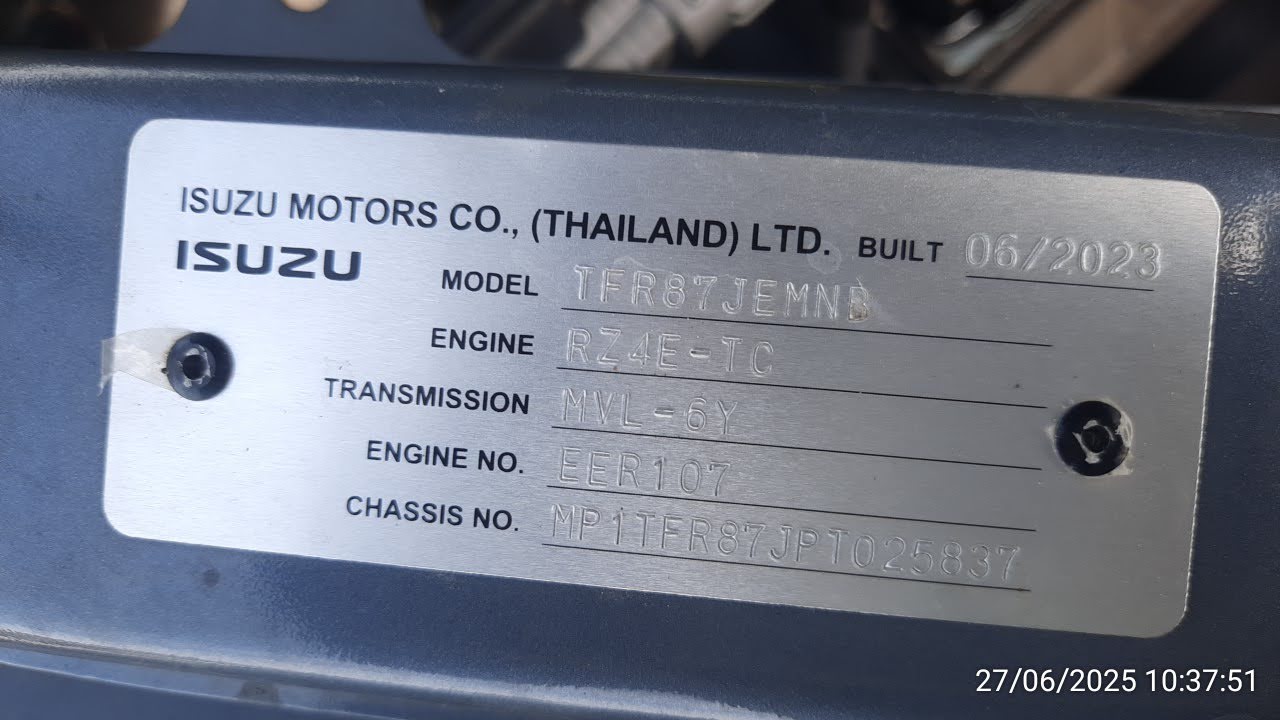 ISUZU MOTORS CO., (THAILAND) LTD. BUILT 06/2023
ISUZU
MODEL TFR87JEMNB
ENGINE RZ4E-TC
TRANSMISSION MVL-6Y
ENGINE NO. EER107
CHASSIS NO. MP1TFR87JPT025837
27/06/2025 10:37:51